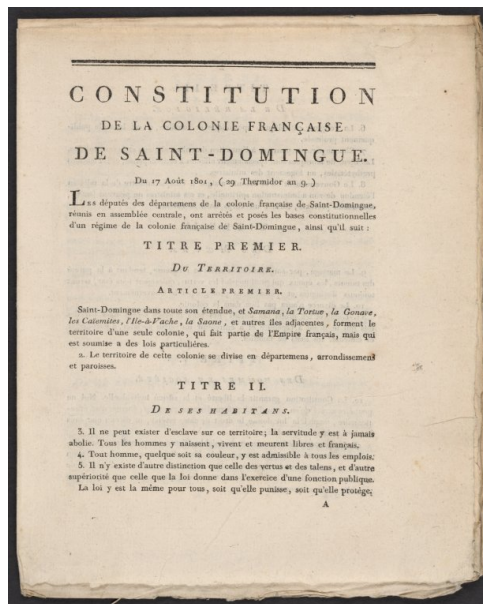 CONSTITUTION
DE LA COLONIE FRANÇAISE
DE SAINT-DOMINGUE.
Du 17 Août 1801, ( 29 Thermidor an 9. )
LES députés des départemens de la colonie française de Saint-Domingue,
réunis en assemblée centrale, ont arrêtés et posés les bases constitutionnelles
d'un régime de la colonie française de Saint-Domingue, ainsi qu'il suit :
TITRE PREMIER.
DU TERRITOIRE.
ARTICLE PREMIER.
Saint-Domingue dans toute son étendue, et Samana, la Tortue, la Gonave,
les Caiemites, l'Ile-à-Vache, la Saone, et autres îles adjacentes, forment le
territoire d'une seule colonie, qui fait partie de l'Empire français, mais qui
est soumise a des lois particulières.
2. Le territoire de cette colonie se divise en départemens, arrondissemens
et paroisses.
TITRE II.
DE SES HABITANS.
3. Il ne peut exister d'esclave sur ce territoire; la servitude y est à jamais
abolie. Tous les hommes y naissent, vivent et meurent libres et français.
4. Tout homme, quelque soit sa couleur, y est admissible à tous les emplois.
5. Il n'y existe d'autre distinction que celle des vertus et des talens, et d'autre
supériorité que celle que la loi donne dans l'exercice d'une fonction publique.
La loi y est la même pour tous, soit qu'elle punisse, soit qu'elle protége.
A